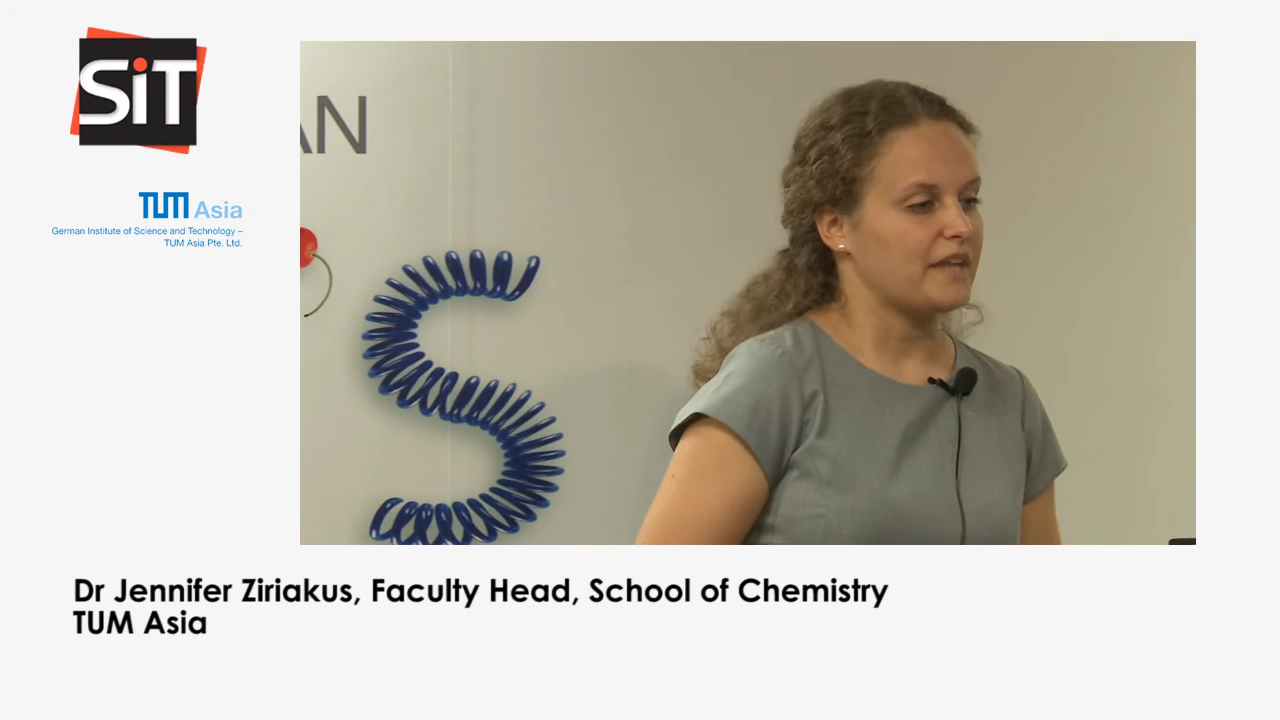 SiT
TUM Asia
German Institute of Science and Technology –
TUM Asia Pte. Ltd.
AN
S
Dr Jennifer Ziriakus, Faculty Head, School of Chemistry
TUM Asia